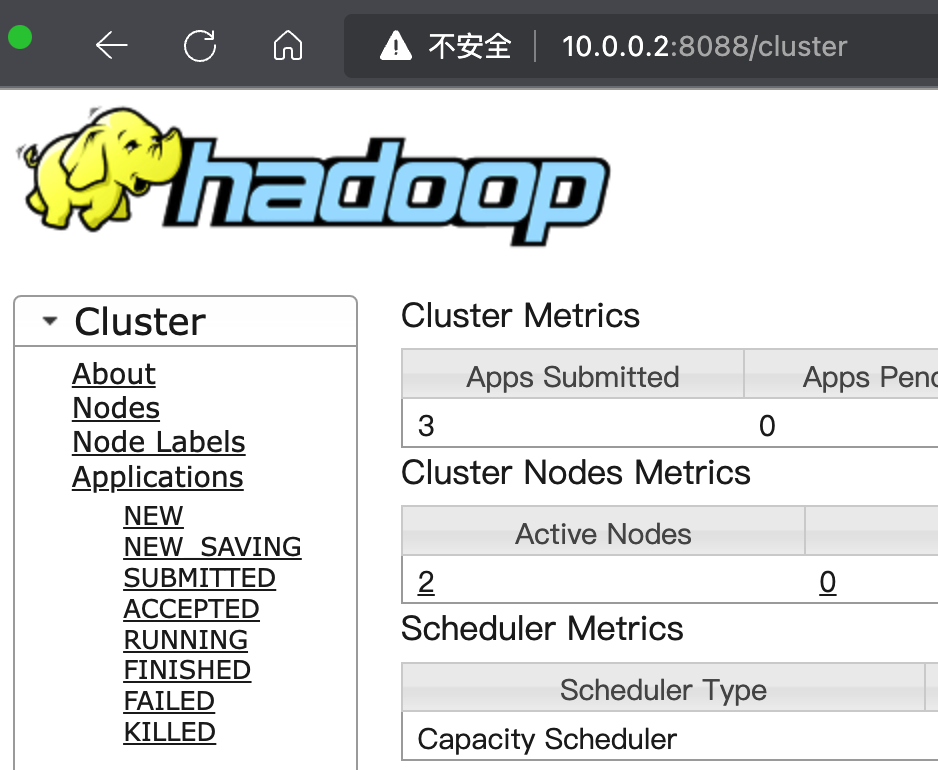 不安全 10.0.0.2:8088/cluster
hadoop
Cluster
About
Nodes
Node Labels
Applications
NEW
NEW_SAVING
SUBMITTED
ACCEPTED
RUNNING
FINISHED
FAILED
KILLED
Cluster Metrics
Apps Submitted Apps Pend
3 0
Cluster Nodes Metrics
Active Nodes
2 0
Scheduler Metrics
Scheduler Type
Capacity Scheduler